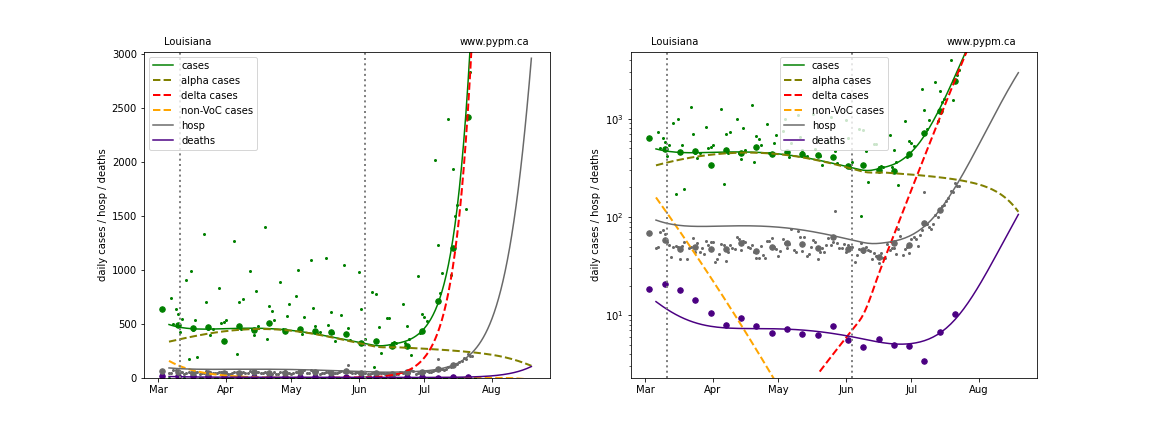 Louisiana www.pypm.ca
daily cases / hosp / deaths
3000
2500
2000
1500
1000
500
0
cases
alpha cases
delta cases
non-VoC cases
hosp
deaths
Mar Apr May Jun Jul Aug
Louisiana www.pypm.ca
daily cases / hosp / deaths
10³
10²
10¹
cases
alpha cases
delta cases
non-VoC cases
hosp
deaths
Mar Apr May Jun Jul Aug